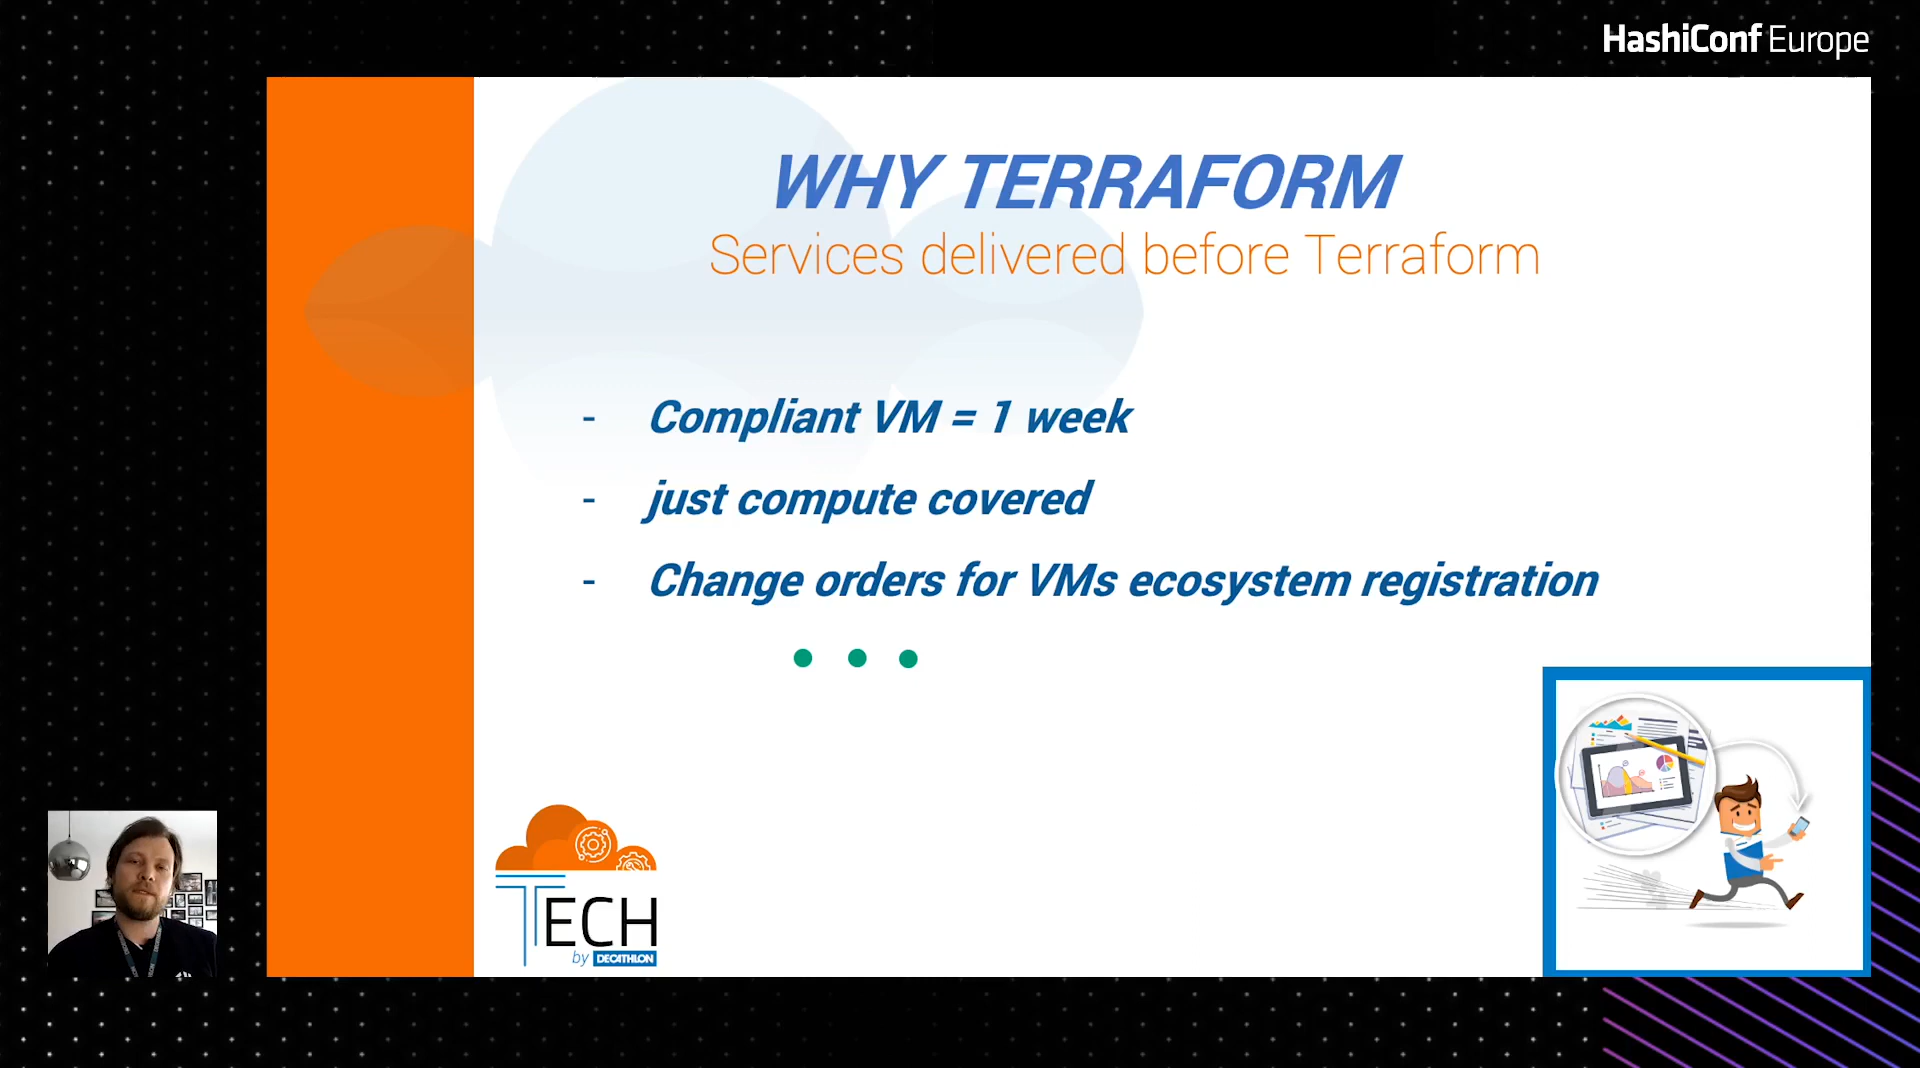 HashiConf Europe
WHY TERRAFORM
Services delivered before Terraform
- Compliant VM = 1 week
- just compute covered
- Change orders for VMs ecosystem registration
TECH
by DECATHLON